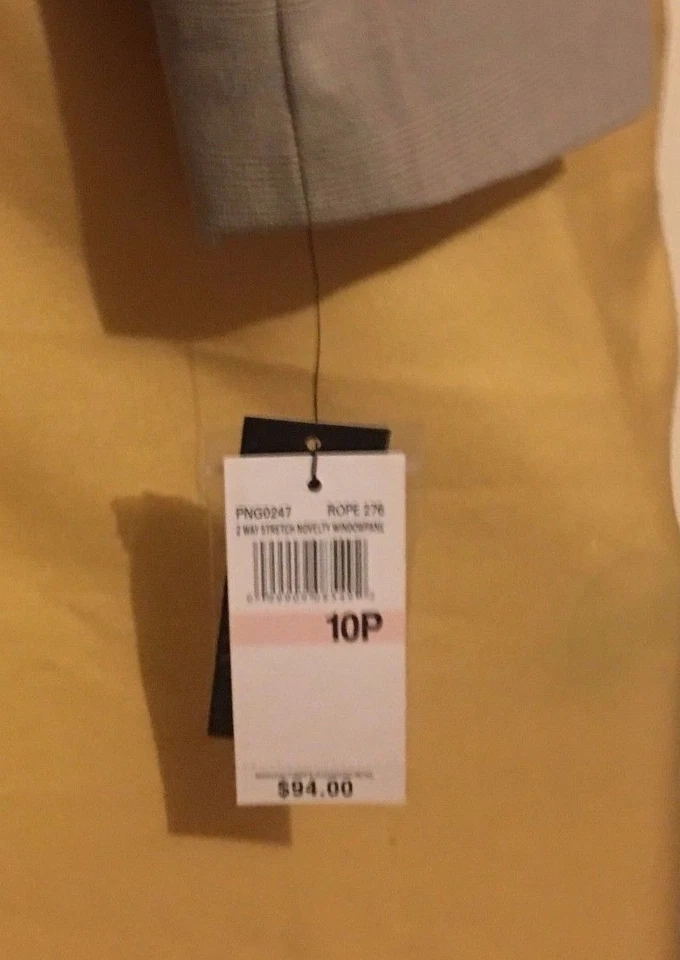 PNG0247 ROPE 276
2 WAY STRETCH NOVELTY WINDOWPANE
10P
$94.00